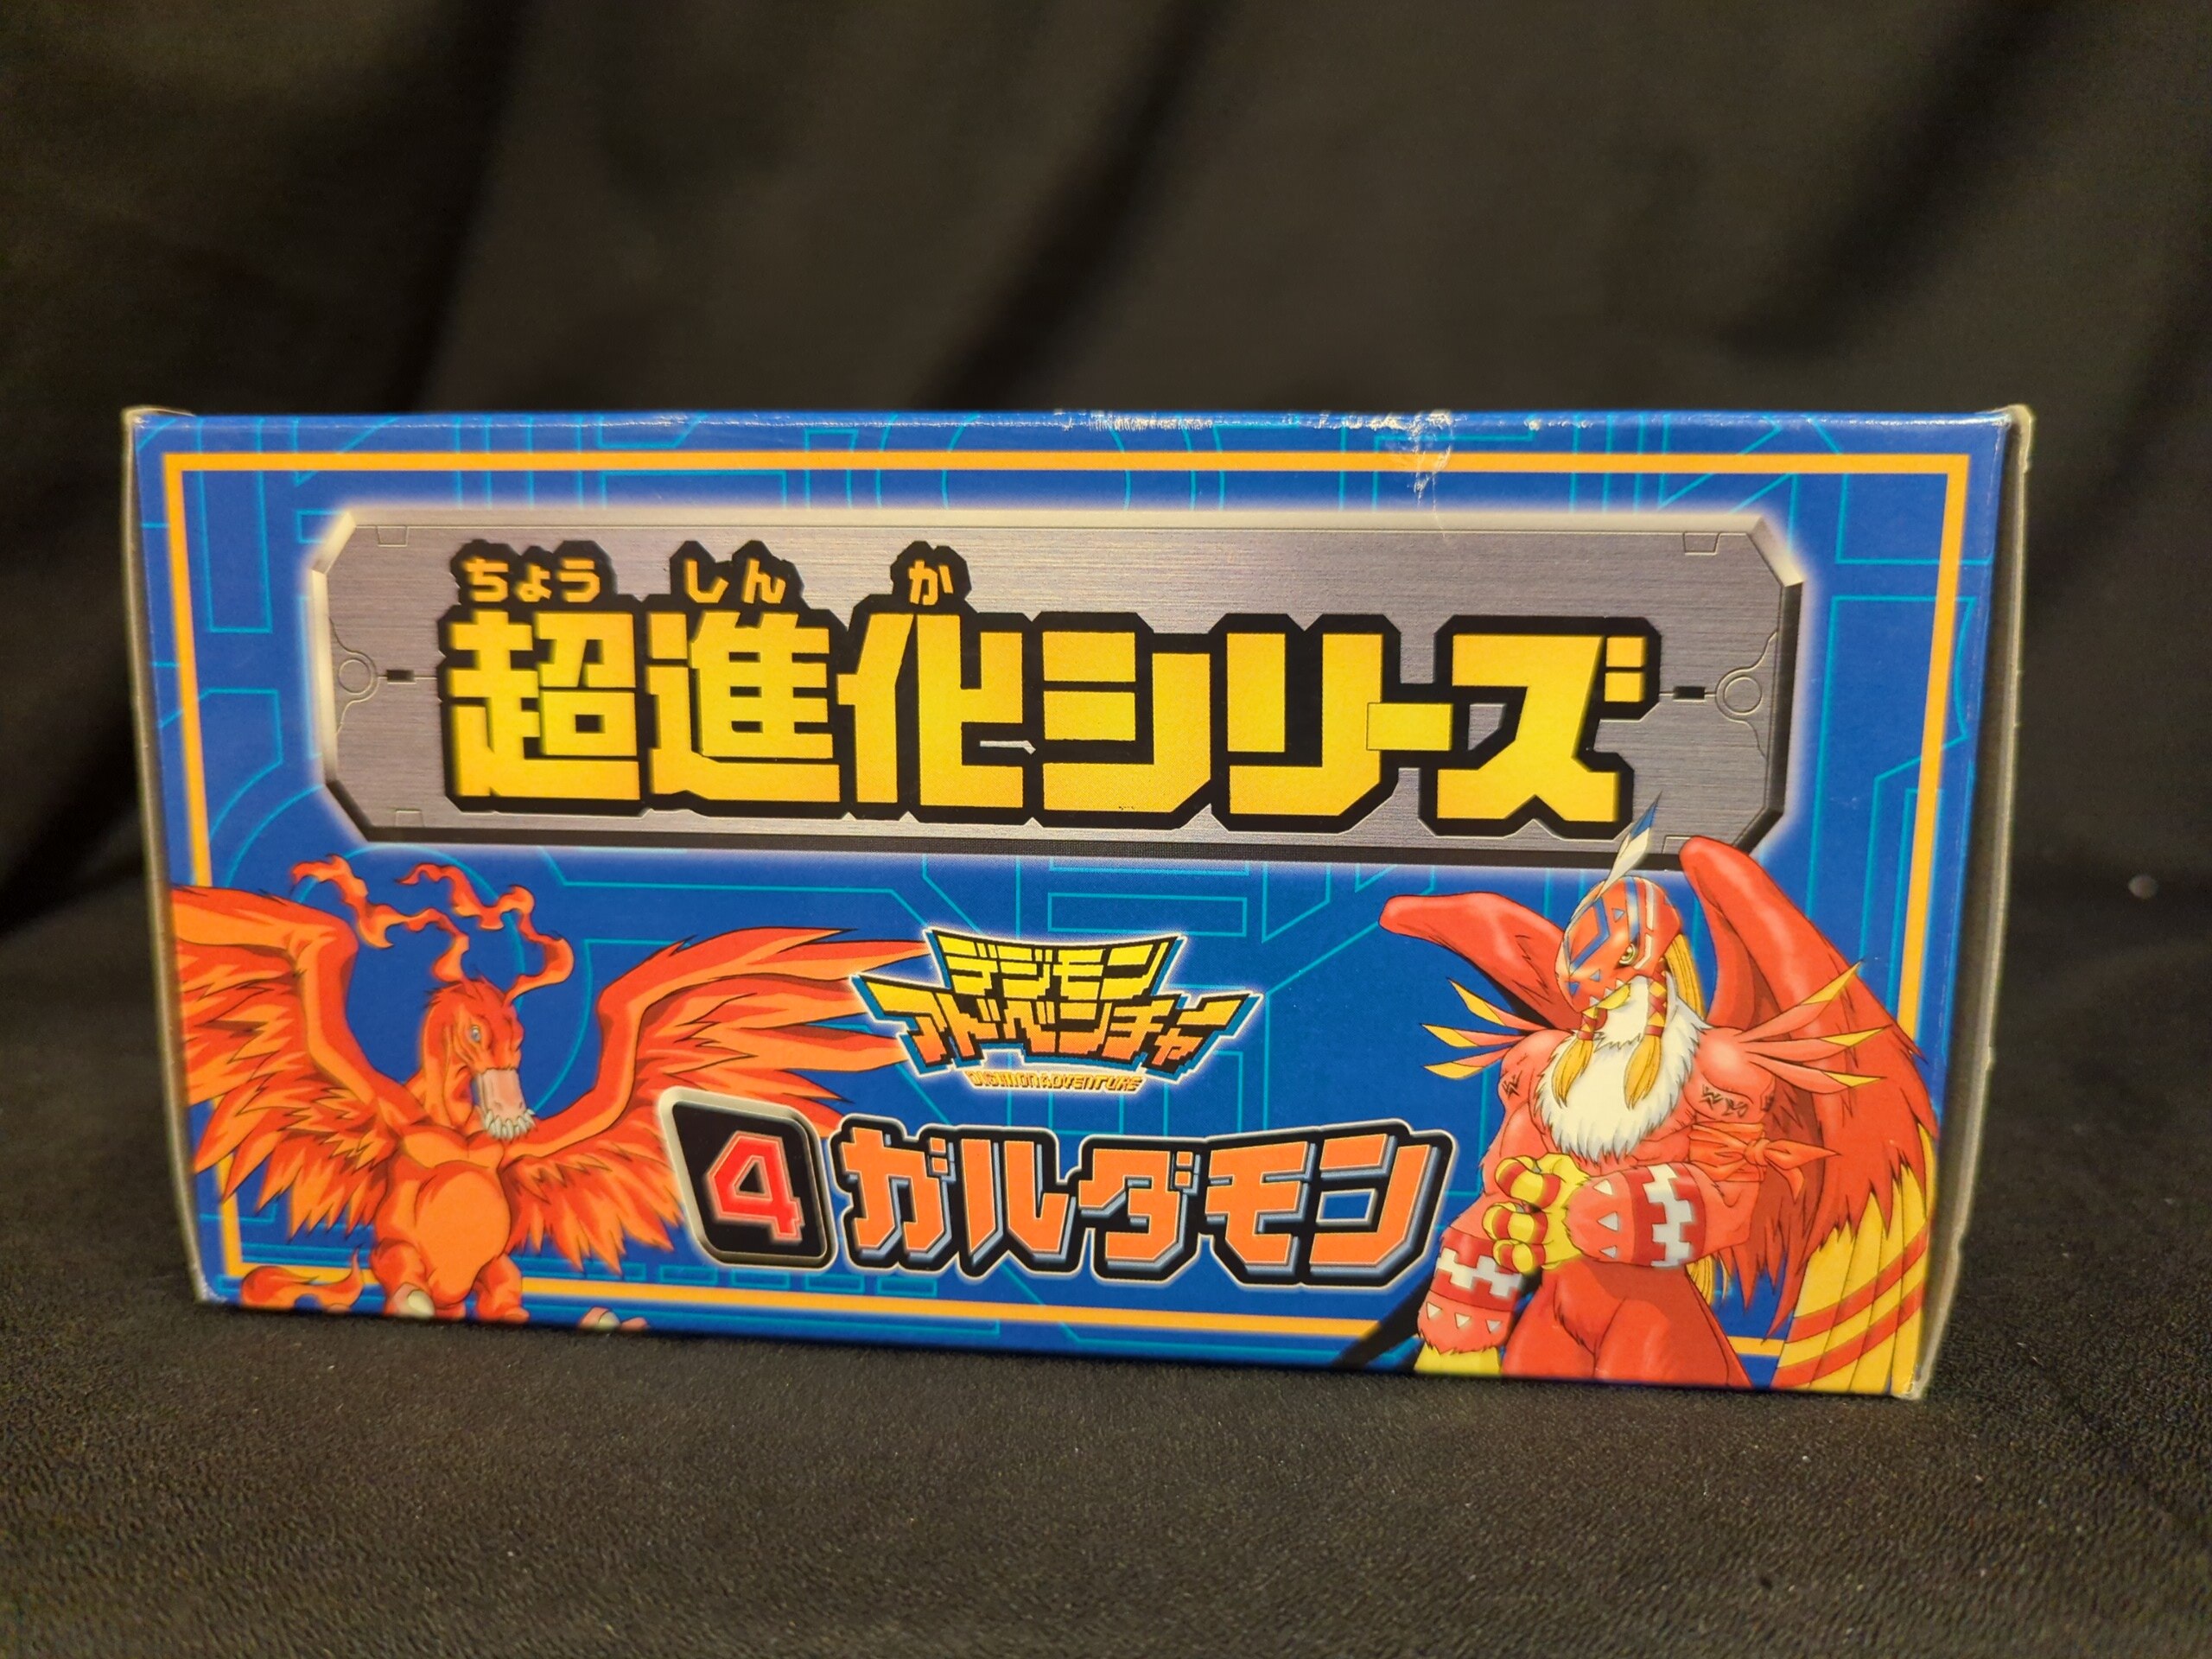 ちょう しん か
超進化シリーズ
デジモン
アドベンチャー
DIGIMON ADVENTURE
4 ガルダモン